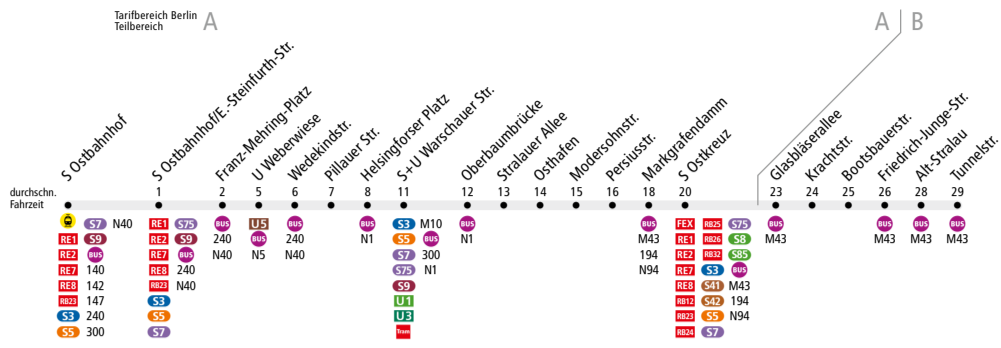 Tarifbereich Berlin
Teilbereich
A
A B
S Ostbahnhof
S Ostbahnhof/E.-Steinfurth-Str.
Franz-Mehring-Platz
U Weberwiese
Wedekindstr.
Pillauer Str.
Helsingforser Platz
S+U Warschauer Str.
Oberbaumbrücke
Stralauer Allee
Osthafen
Modersohnstr.
Persiusstr.
Markgrafendamm
S Ostkreuz
Glasbläserallee
Krachtstr.
Bootsbauerstr.
Friedrich-Junge-Str.
Alt-Stralau
Tunnelstr.
durchschn. 1 2 5 6 7 8 11 12 13 14 15 16 18 20 23 24 25 26 28 29
Fahrzeit
S7 N40
RE1 S9
RE2 BUS
RE7 140
RE8 142
RB23 147
S3 240
S5 300
RE1 S75
RE2 S9
RE7 BUS
RE8 240
RB23 N40
S3
S5
S7
BUS
240
N40
U5
BUS
N5
BUS
240
N40
BUS
N1
S3 M10
S5 BUS
S7 300
S75 N1
S9
U1
U3
Tram
BUS
N1
BUS
M43
194
N94
FEX RB25 S75
RE1 RB26 S8
RE2 RB32 S85
RE7 S3 BUS
RE8 S41 M43
RB12 S42 194
RB23 S5 N94
RB24 S7
BUS
M43
BUS
M43
BUS
M43
BUS
M43